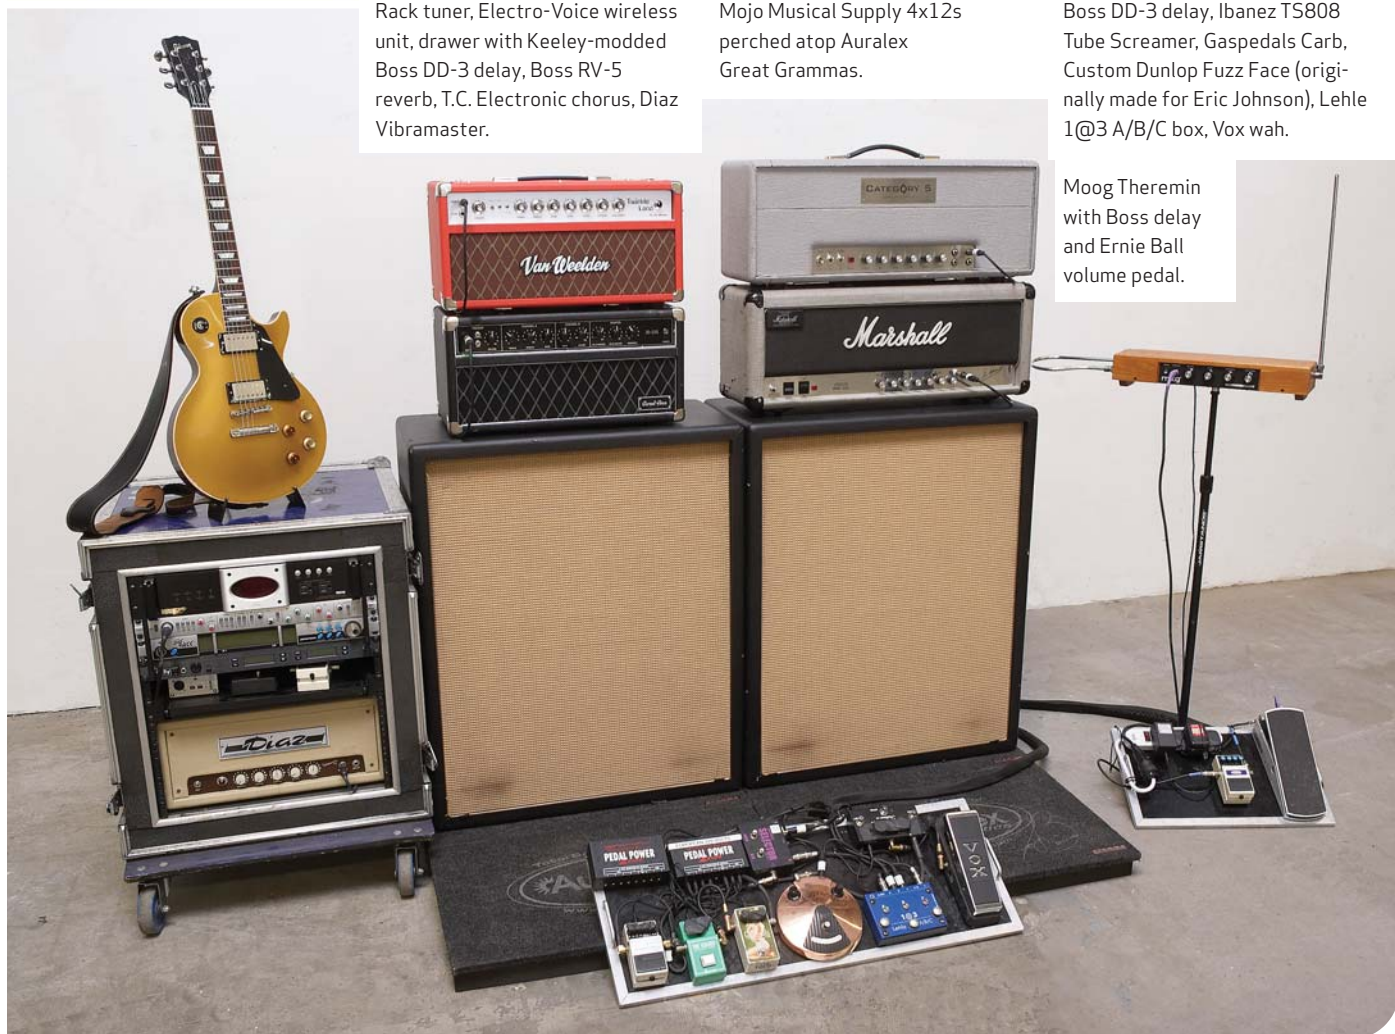 Rack tuner, Electro-Voice wireless
unit, drawer with Keeley-modded
Boss DD-3 delay, Boss RV-5
reverb, T.C. Electronic chorus, Diaz
Vibramaster.
Mojo Musical Supply 4x12s
perched atop Auralex
Great Grammas.
Boss DD-3 delay, Ibanez TS808
Tube Screamer, Gaspedals Carb,
Custom Dunlop Fuzz Face (origi-
nally made for Eric Johnson), Lehle
1@3 A/B/C box, Vox wah.
Moog Theremin
with Boss delay
and Ernie Ball
volume pedal.
CATEGORY 5
Van Weelden
Marshall
Diaz
PEDAL POWER
PEDAL POWER
SELECTOR
VOX
1@3